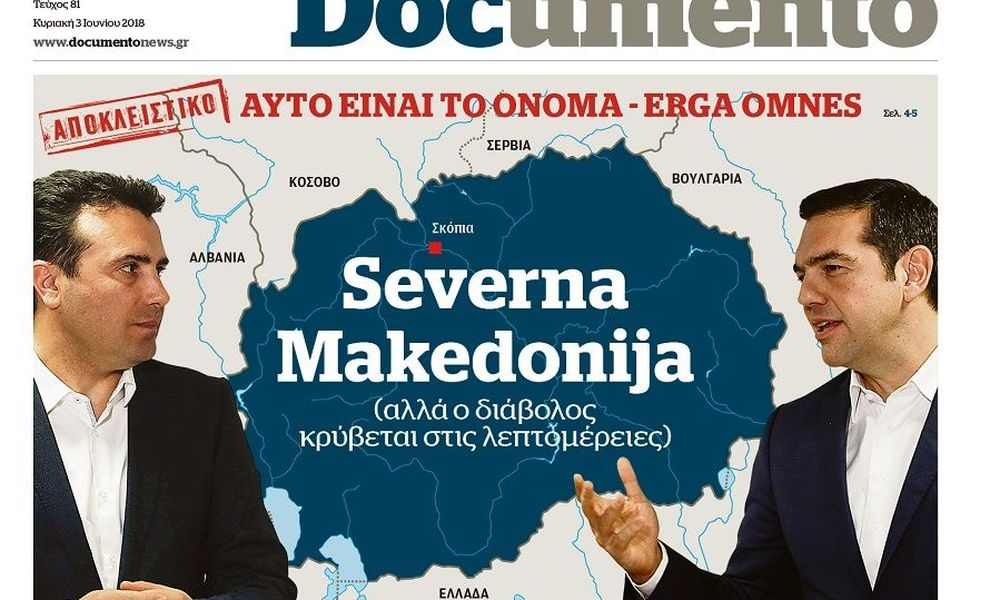 Τεύχος 81
Κυριακή 3 Ιουνίου 2018
www.documentonews.gr
Documento
ΑΠΟΚΛΕΙΣΤΙΚΟ
ΑΥΤΟ ΕΙΝΑΙ ΤΟ ΟΝΟΜΑ - ERGA OMNES
Σελ. 4-5
ΣΕΡΒΙΑ
ΚΟΣΟΒΟ
ΒΟΥΛΓΑΡΙΑ
Σκόπια
ΑΛΒΑΝΙΑ
Severna
Makedonija
(αλλά ο διάβολος
κρύβεται στις λεπτομέρειες)
ΕΛΛΑΔΑ